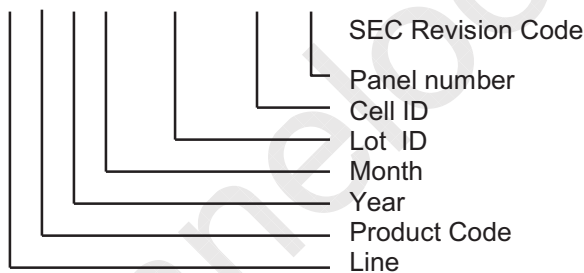 SEC Revision Code
Panel number
Cell ID
Lot ID
Month
Year
Product Code
Line